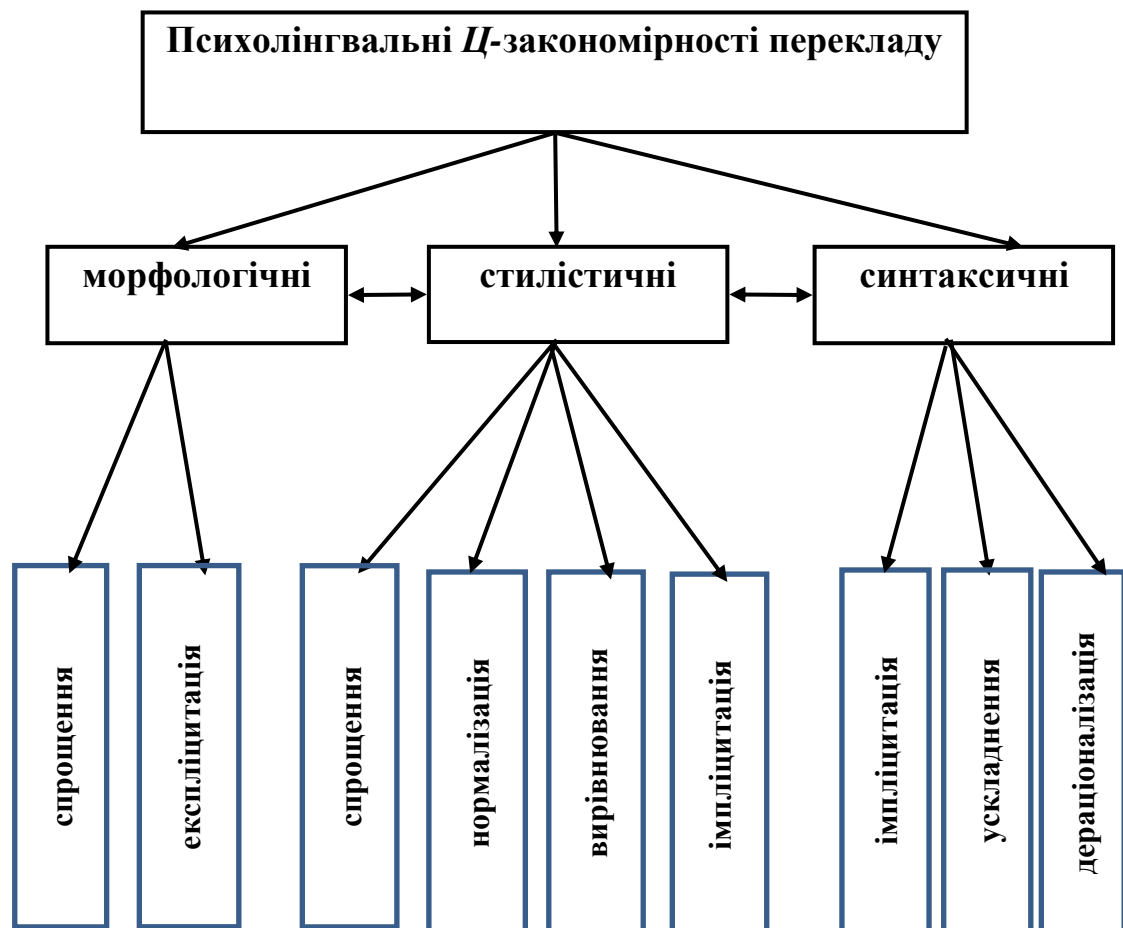 Психолінгвальні Ц-закономірності перекладу
морфологічні
стилістичні
синтаксичні
спрощення
експліцитація
спрощення
нормалізація
вирівнювання
імпліцитація
імпліцитація
ускладнення
дераціоналізація